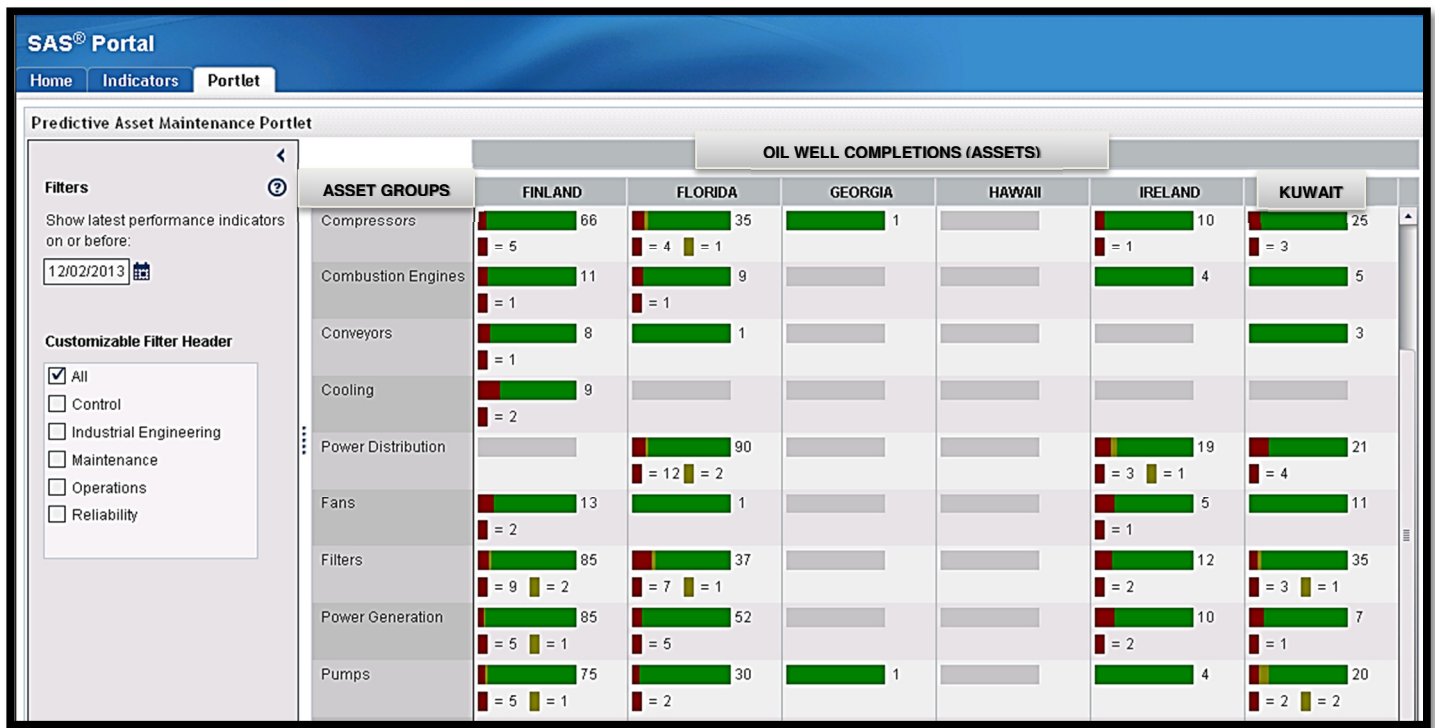 SAS® Portal
Home Indicators Portlet
Predictive Asset Maintenance Portlet
OIL WELL COMPLETIONS (ASSETS)
Filters
ASSET GROUPS FINLAND FLORIDA GEORGIA HAWAII IRELAND KUWAIT
Show latest performance indicators
on or before:
12/02/2013
Customizable Filter Header
All
Control
Industrial Engineering
Maintenance
Operations
Reliability
Compressors 66 35 1 10 25
= 5 = 4 = 1 = 1 = 3
Combustion Engines 11 9 4 5
= 1 = 1
Conveyors 8 1 3
= 1
Cooling 9
= 2
Power Distribution 90 19 21
= 12 = 2 = 3 = 1 = 4
Fans 13 1 5 11
= 2 = 1
Filters 85 37 12 35
= 9 = 2 = 7 = 1 = 2 = 3 = 1
Power Generation 85 52 10 7
= 5 = 1 = 5 = 2 = 1
Pumps 75 30 1 4 20
= 5 = 1 = 2 = 2 = 2